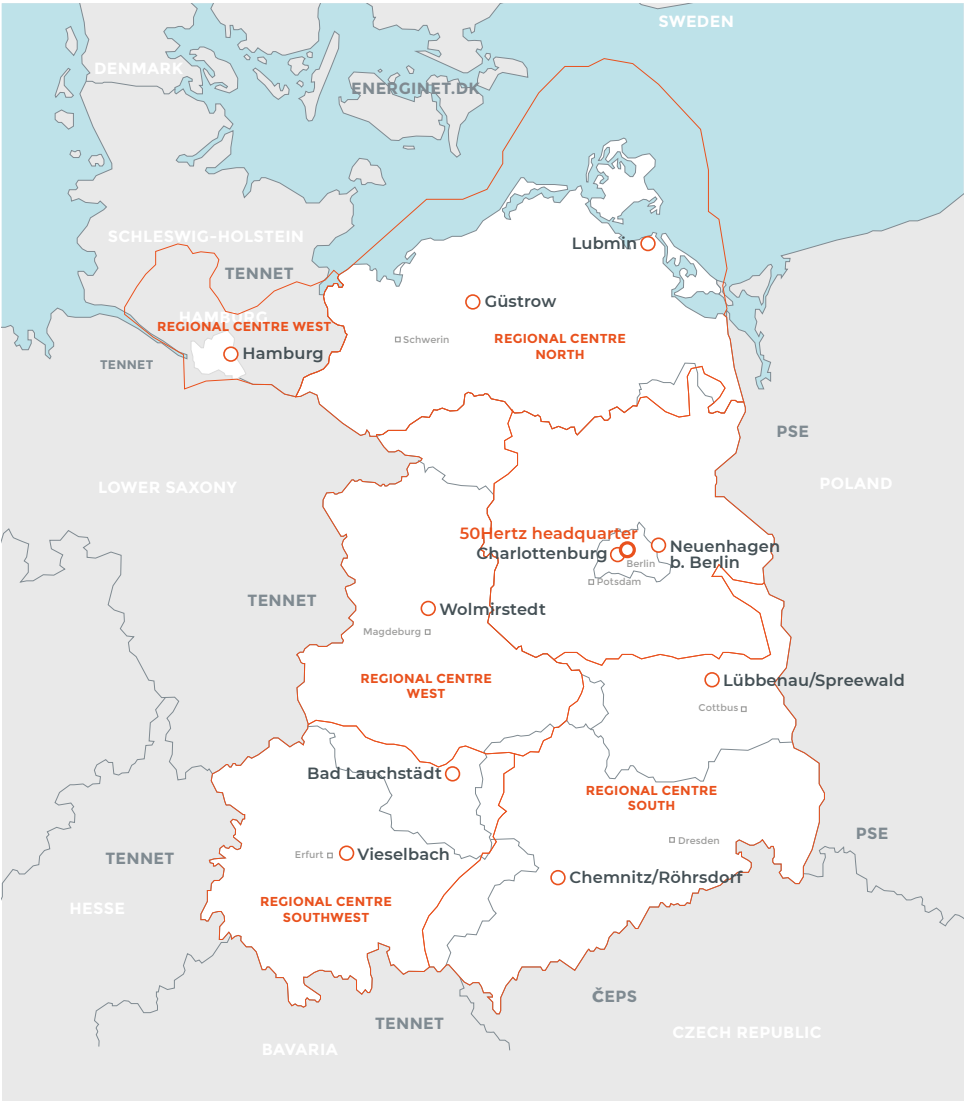 SWEDEN
DENMARK
ENERGINET.DK
SCHLESWIG-HOLSTEIN
TENNET
Lubmin
Güstrow
HAMBURG
REGIONAL CENTRE WEST
Hamburg
TENNET
Schwerin
REGIONAL CENTRE
NORTH
PSE
LOWER SAXONY
POLAND
50Hertz headquarter
Charlottenburg
Berlin
Neuenhagen
b. Berlin
Potsdam
TENNET
Wolmirstedt
Magdeburg
REGIONAL CENTRE
WEST
Lübbenau/Spreewald
Cottbus
Bad Lauchstädt
REGIONAL CENTRE
SOUTH
PSE
Dresden
Erfurt
Vieselbach
TENNET
Chemnitz/Röhrsdorf
HESSE
REGIONAL CENTRE
SOUTHWEST
ČEPS
TENNET
CZECH REPUBLIC
BAVARIA